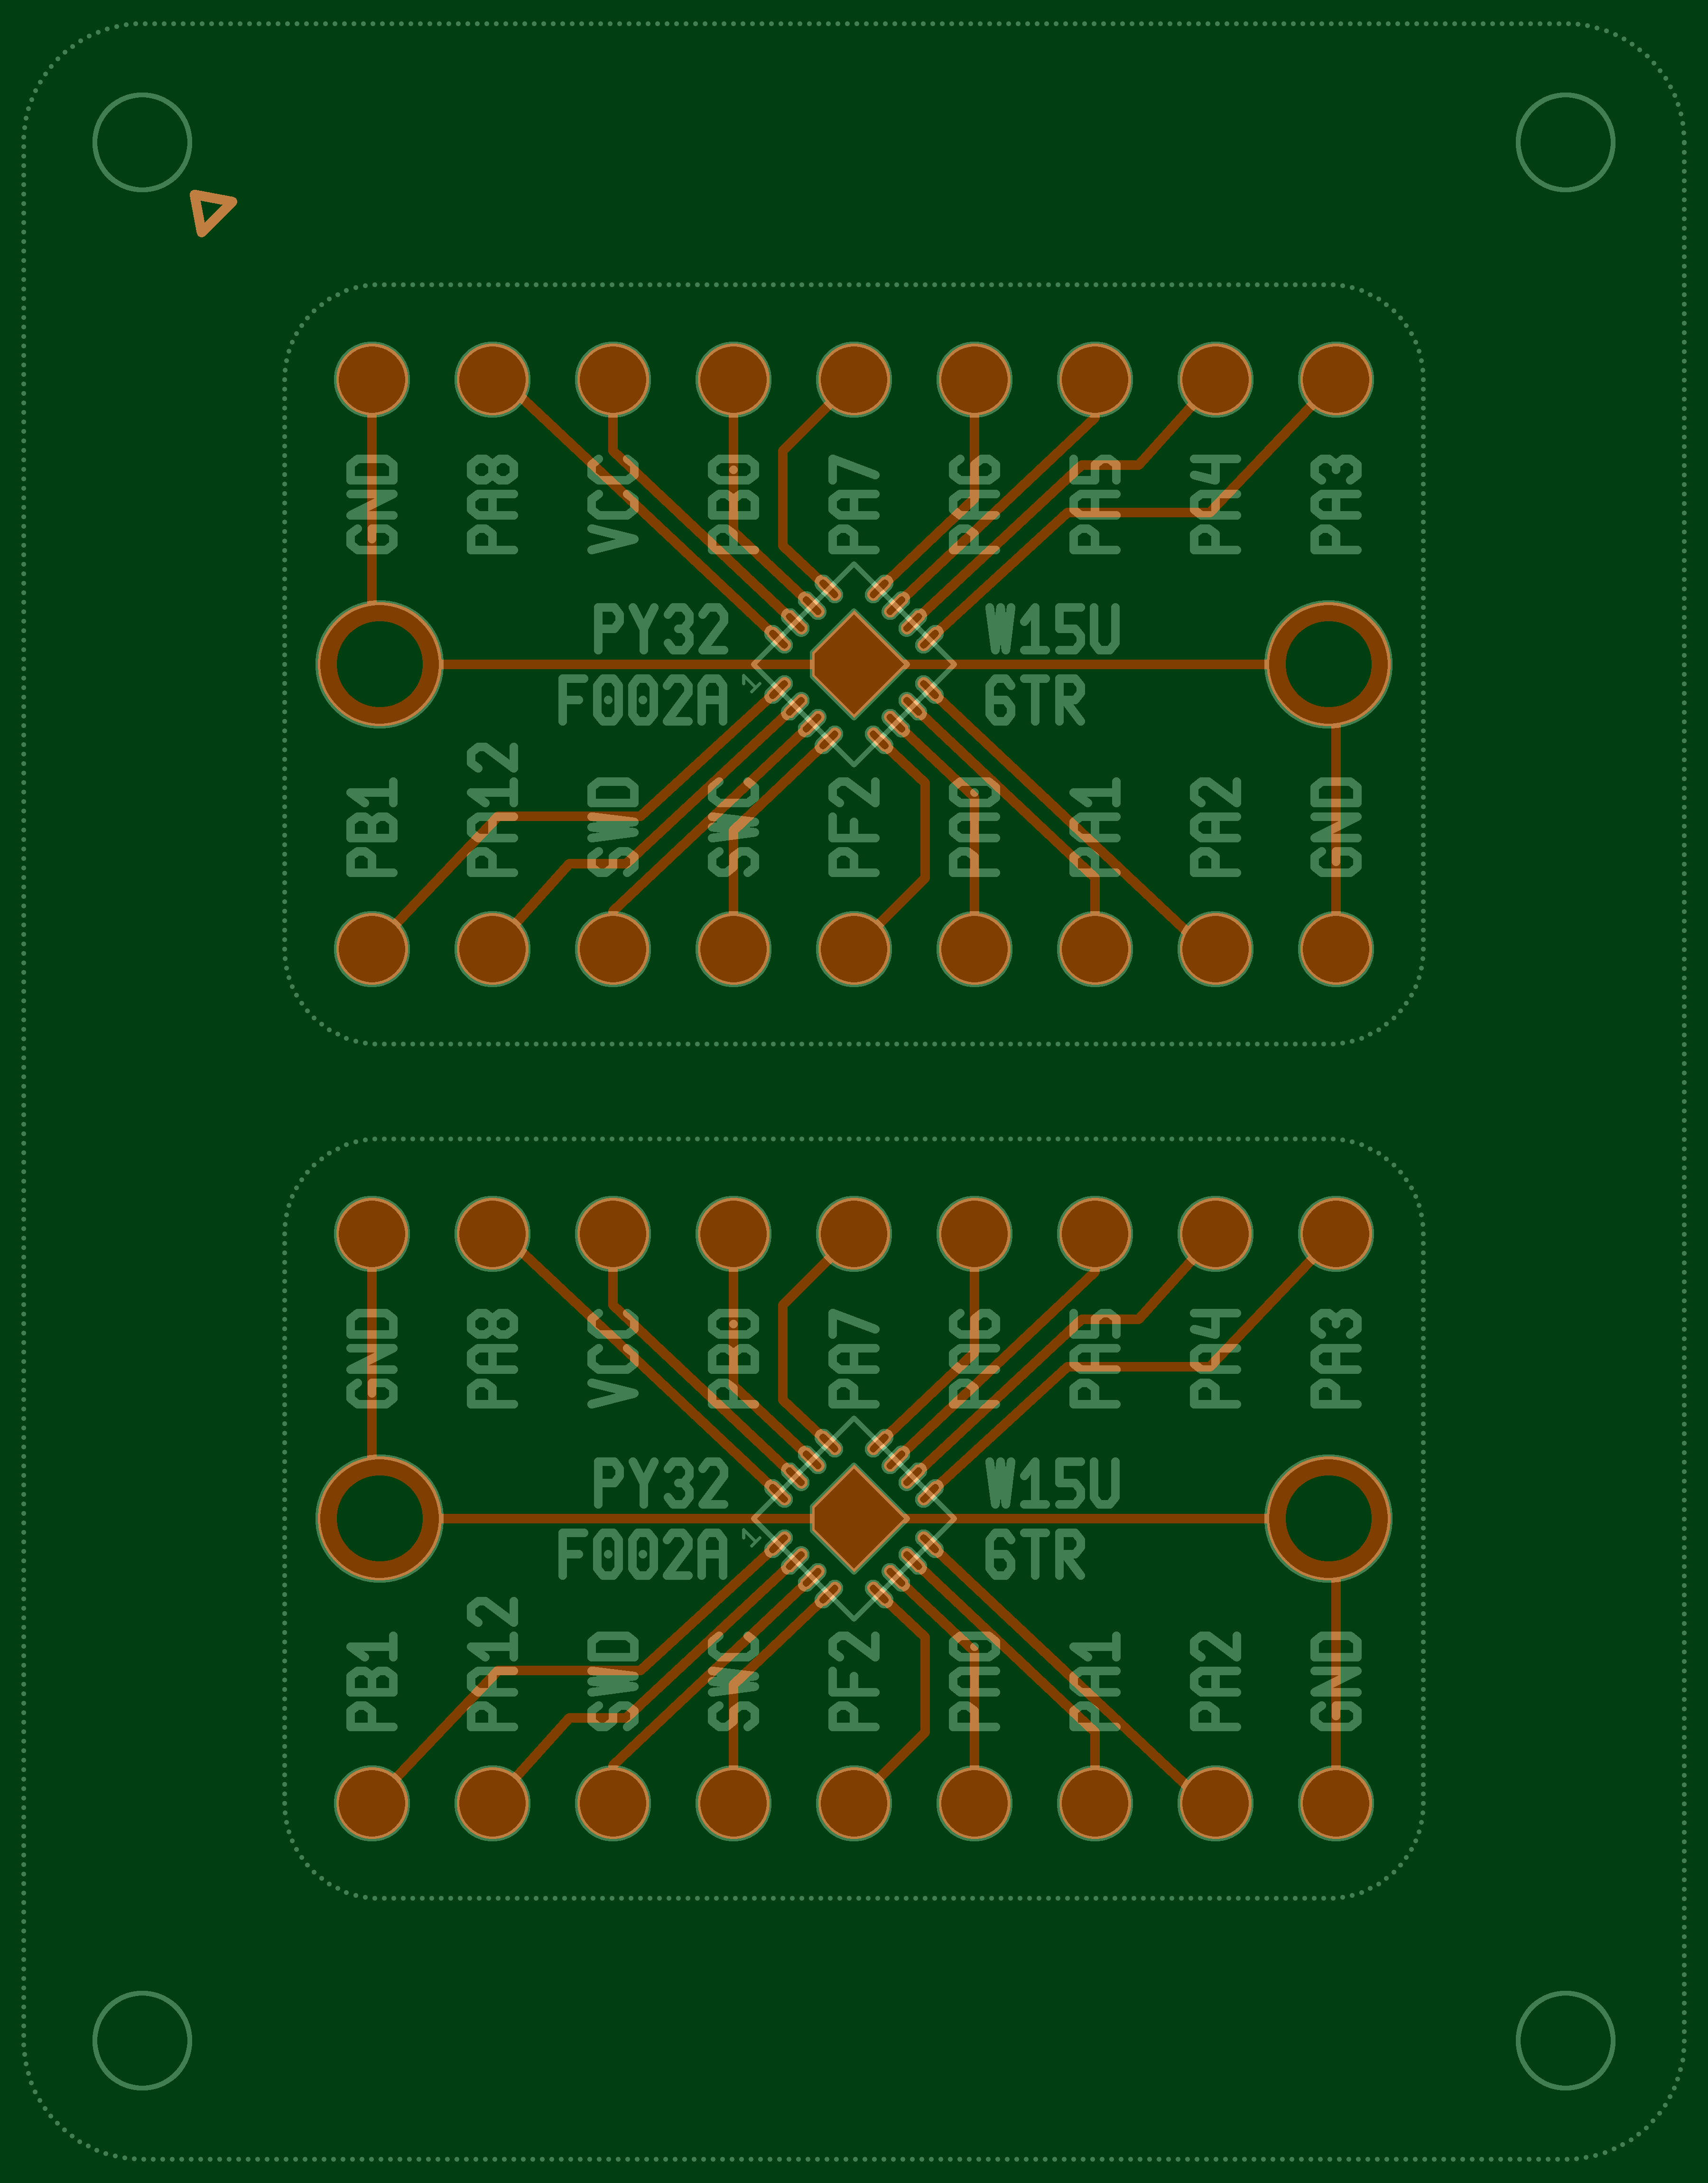 GND PA8 VCC PB0 PA7 PA6 PA5 PA4 PA3
PY32 W15U
F002A 1 6TR
PB1 PA12 SWD SWC PF2 PA0 PA1 PA2 GND
GND PA8 VCC PB0 PA7 PA6 PA5 PA4 PA3
PY32 W15U
F002A 1 6TR
PB1 PA12 SWD SWC PF2 PA0 PA1 PA2 GND